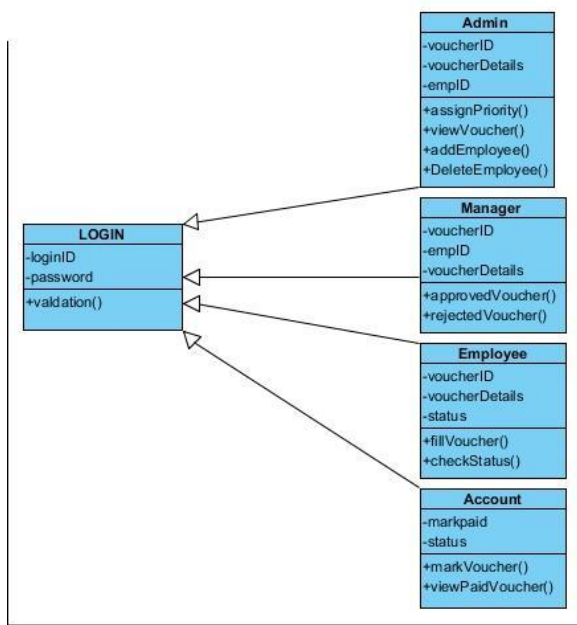 Admin
-voucherID
-voucherDetails
-empID
+assignPriority()
+viewVoucher()
+addEmployee()
+DeleteEmployee()
LOGIN
-loginID
-password
+valdation()
Manager
-voucherID
-empID
-voucherDetails
+approvedVoucher()
+rejectedVoucher()
Employee
-voucherID
-voucherDetails
-status
+fillVoucher()
+checkStatus()
Account
-markpaid
-status
+markVoucher()
+viewPaidVoucher()